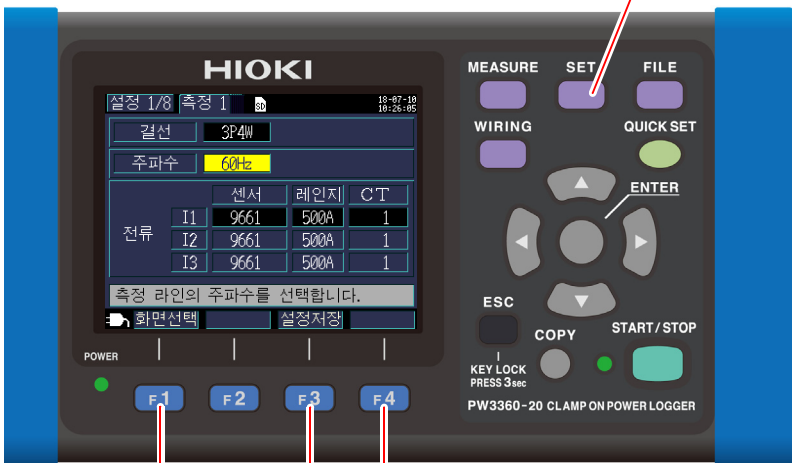 HIOKI
설정 1/8 측정 1 SD 18-07-10
10:26:05
결선 3P4W
주파수 60Hz
센서 레인지 CT
전류 I1 9661 500A 1
I2 9661 500A 1
I3 9661 500A 1
측정 라인의 주파수를 선택합니다.
화면선택 설정저장
POWER
F1 F2 F3 F4
MEASURE SET FILE
WIRING QUICK SET
ENTER
ESC
COPY START/STOP
KEY LOCK
PRESS 3sec
PW3360-20 CLAMP ON POWER LOGGER